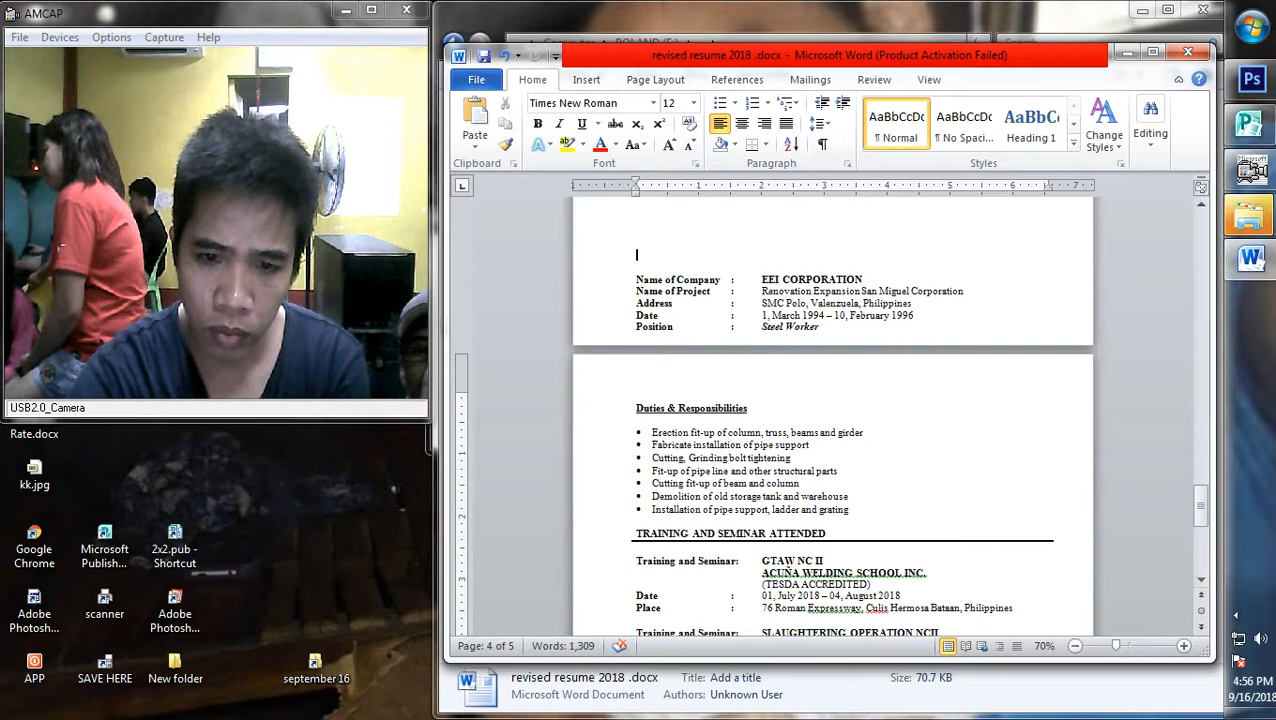 AMCAP
File Devices Options Capture Help
USB2.0_Camera
Rate.docx
kk.jpg
Google Chrome
Microsoft Publish...
2x2.pub - Shortcut
Adobe Photosh...
scanner
Adobe Photosh...
APP
SAVE HERE
New folder
september 16
revised resume 2018 .docx - Microsoft Word (Product Activation Failed)
File Home Insert Page Layout References Mailings Review View
Times New Roman 12
AaBbCcDc AaBbCcDc AaBbCc
Paste
¶ Normal ¶ No Spaci... Heading 1
Change Styles
Editing
Clipboard Font Paragraph Styles
Name of Company : EEI CORPORATION
Name of Project : Renovation Expansion San Miguel Corporation
Address : SMC Polo, Valenzuela, Philippines
Date : 1, March 1994 – 10, February 1996
Position : Steel Worker
Duties & Responsibilities
• Erection fit-up of column, truss, beams and girder
• Fabricate installation of pipe support
• Cutting, Grinding bolt tightening
• Fit-up of pipe line and other structural parts
• Cutting fit-up of beam and column
• Demolition of old storage tank and warehouse
• Installation of pipe support, ladder and grating
TRAINING AND SEMINAR ATTENDED
Training and Seminar: GTAW NC II
ACUÑA WELDING SCHOOL INC.
(TESDA ACCREDITED)
Date : 01, July 2018 – 04, August 2018
Place : 76 Roman Expressway, Culis Hermosa Bataan, Philippines
Training and Seminar: SLAUGHTERING OPERATION NCII
Page: 4 of 5 Words: 1,309 70%
revised resume 2018 .docx Title: Add a title Size: 70.7 KB
Microsoft Word Document Authors: Unknown User
4:56 PM
9/16/2018